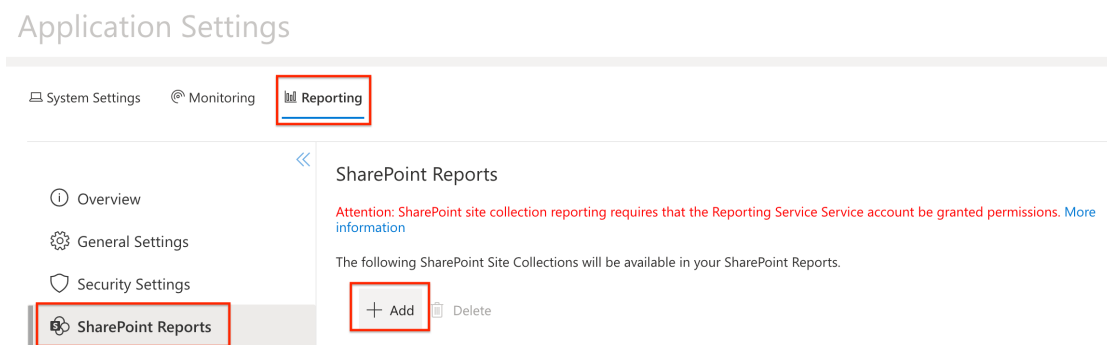 Application Settings
System Settings Monitoring Reporting
Overview
General Settings
Security Settings
SharePoint Reports
SharePoint Reports
Attention: SharePoint site collection reporting requires that the Reporting Service Service account be granted permissions. More
information
The following SharePoint Site Collections will be available in your SharePoint Reports.
Add Delete